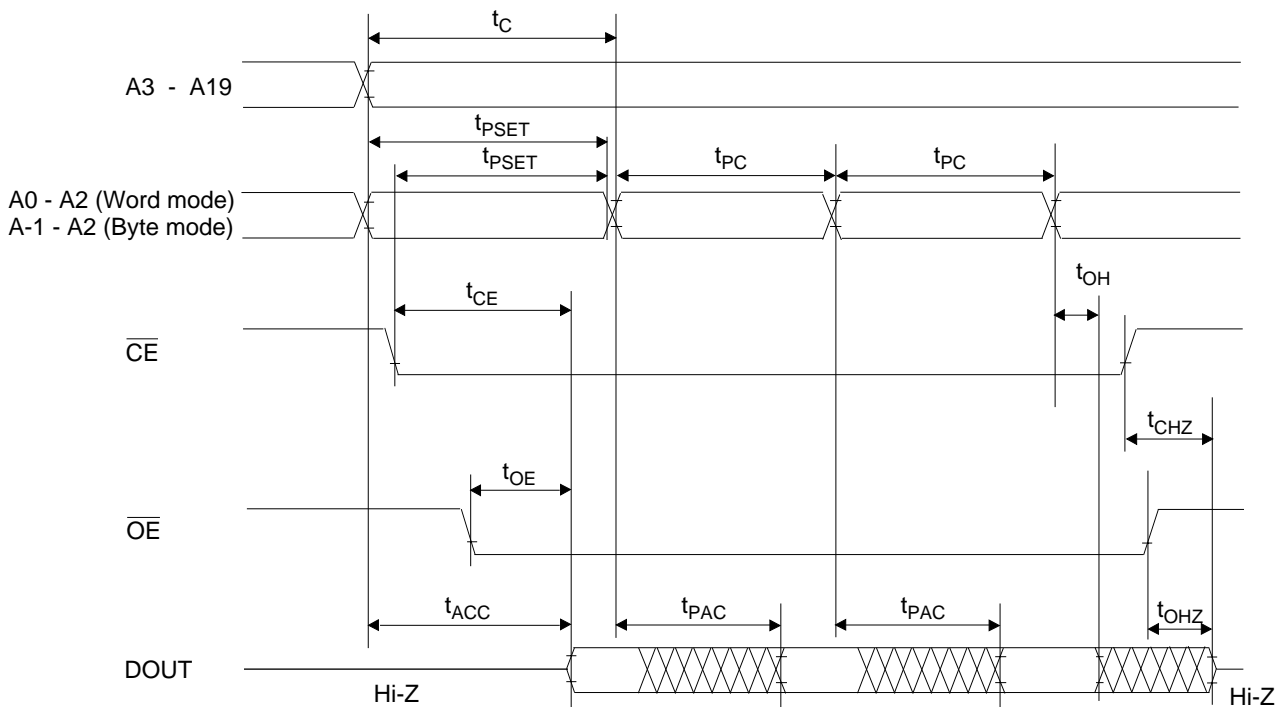 tC
A3 - A19
tPSET
tPSET
tPC
tPC
A0 - A2 (Word mode)
A-1 - A2 (Byte mode)
tOH
tCE
CE
tCHZ
tOE
OE
tACC
tPAC
tPAC
tOHZ
DOUT
Hi-Z
Hi-Z